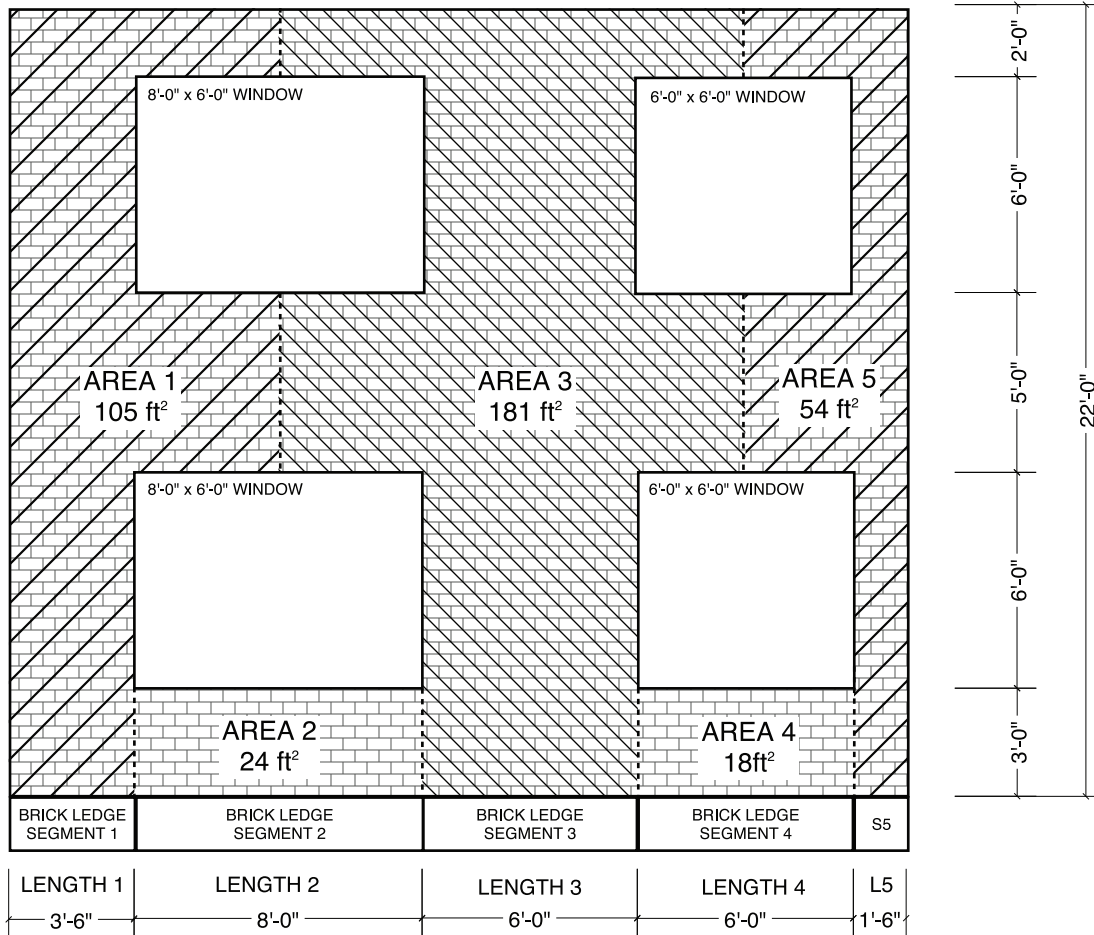 2'-0"
8'-0" x 6'-0" WINDOW
6'-0" x 6'-0" WINDOW
6'-0"
AREA 1
105 ft²
AREA 3
181 ft²
AREA 5
54 ft²
5'-0"
22'-0"
8'-0" x 6'-0" WINDOW
6'-0" x 6'-0" WINDOW
6'-0"
AREA 2
24 ft²
AREA 4
18ft²
3'-0"
BRICK LEDGE
SEGMENT 1
BRICK LEDGE
SEGMENT 2
BRICK LEDGE
SEGMENT 3
BRICK LEDGE
SEGMENT 4
S5
LENGTH 1
LENGTH 2
LENGTH 3
LENGTH 4
L5
3'-6"
8'-0"
6'-0"
6'-0"
1'-6"